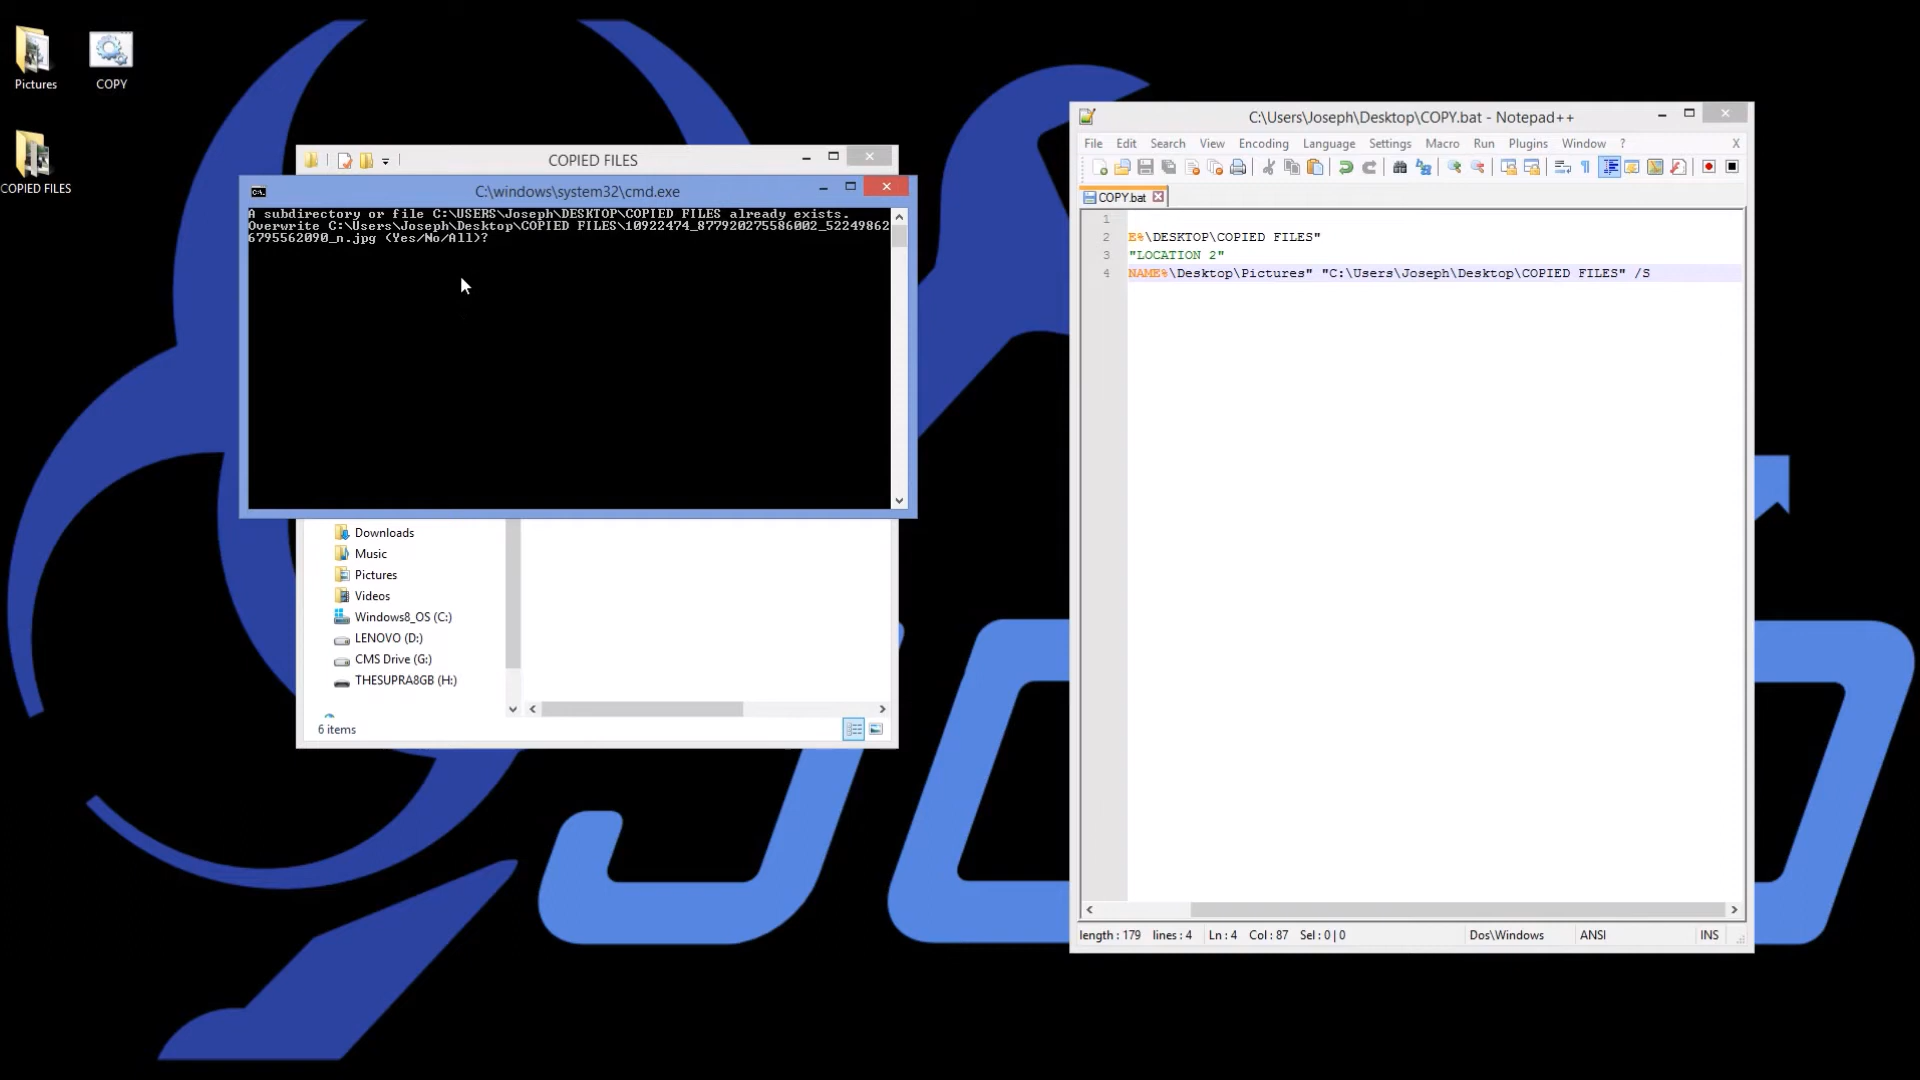 Pictures
COPY
COPIED FILES
COPIED FILES
C:\windows\system32\cmd.exe
A subdirectory or file C:\USERS\Joseph\DESKTOP\COPIED FILES already exists.
Overwrite C:\Users\Joseph\Desktop\COPIED FILES\10922474_877920275586002_52249862
6795562090_n.jpg (Yes/No/All)?
Downloads
Music
Pictures
Videos
Windows8_OS (C:)
LENOVO (D:)
CMS Drive (G:)
THESUPRA8GB (H:)
6 items
C:\Users\Joseph\Desktop\COPY.bat - Notepad++
File Edit Search View Encoding Language Settings Macro Run Plugins Window ? X
COPY.bat
1
2 E%\DESKTOP\COPIED FILES"
3 "LOCATION 2"
4 NAME%\Desktop\Pictures" "C:\Users\Joseph\Desktop\COPIED FILES" /S
length : 179 lines : 4 Ln : 4 Col : 87 Sel : 0 | 0 Dos\Windows ANSI INS